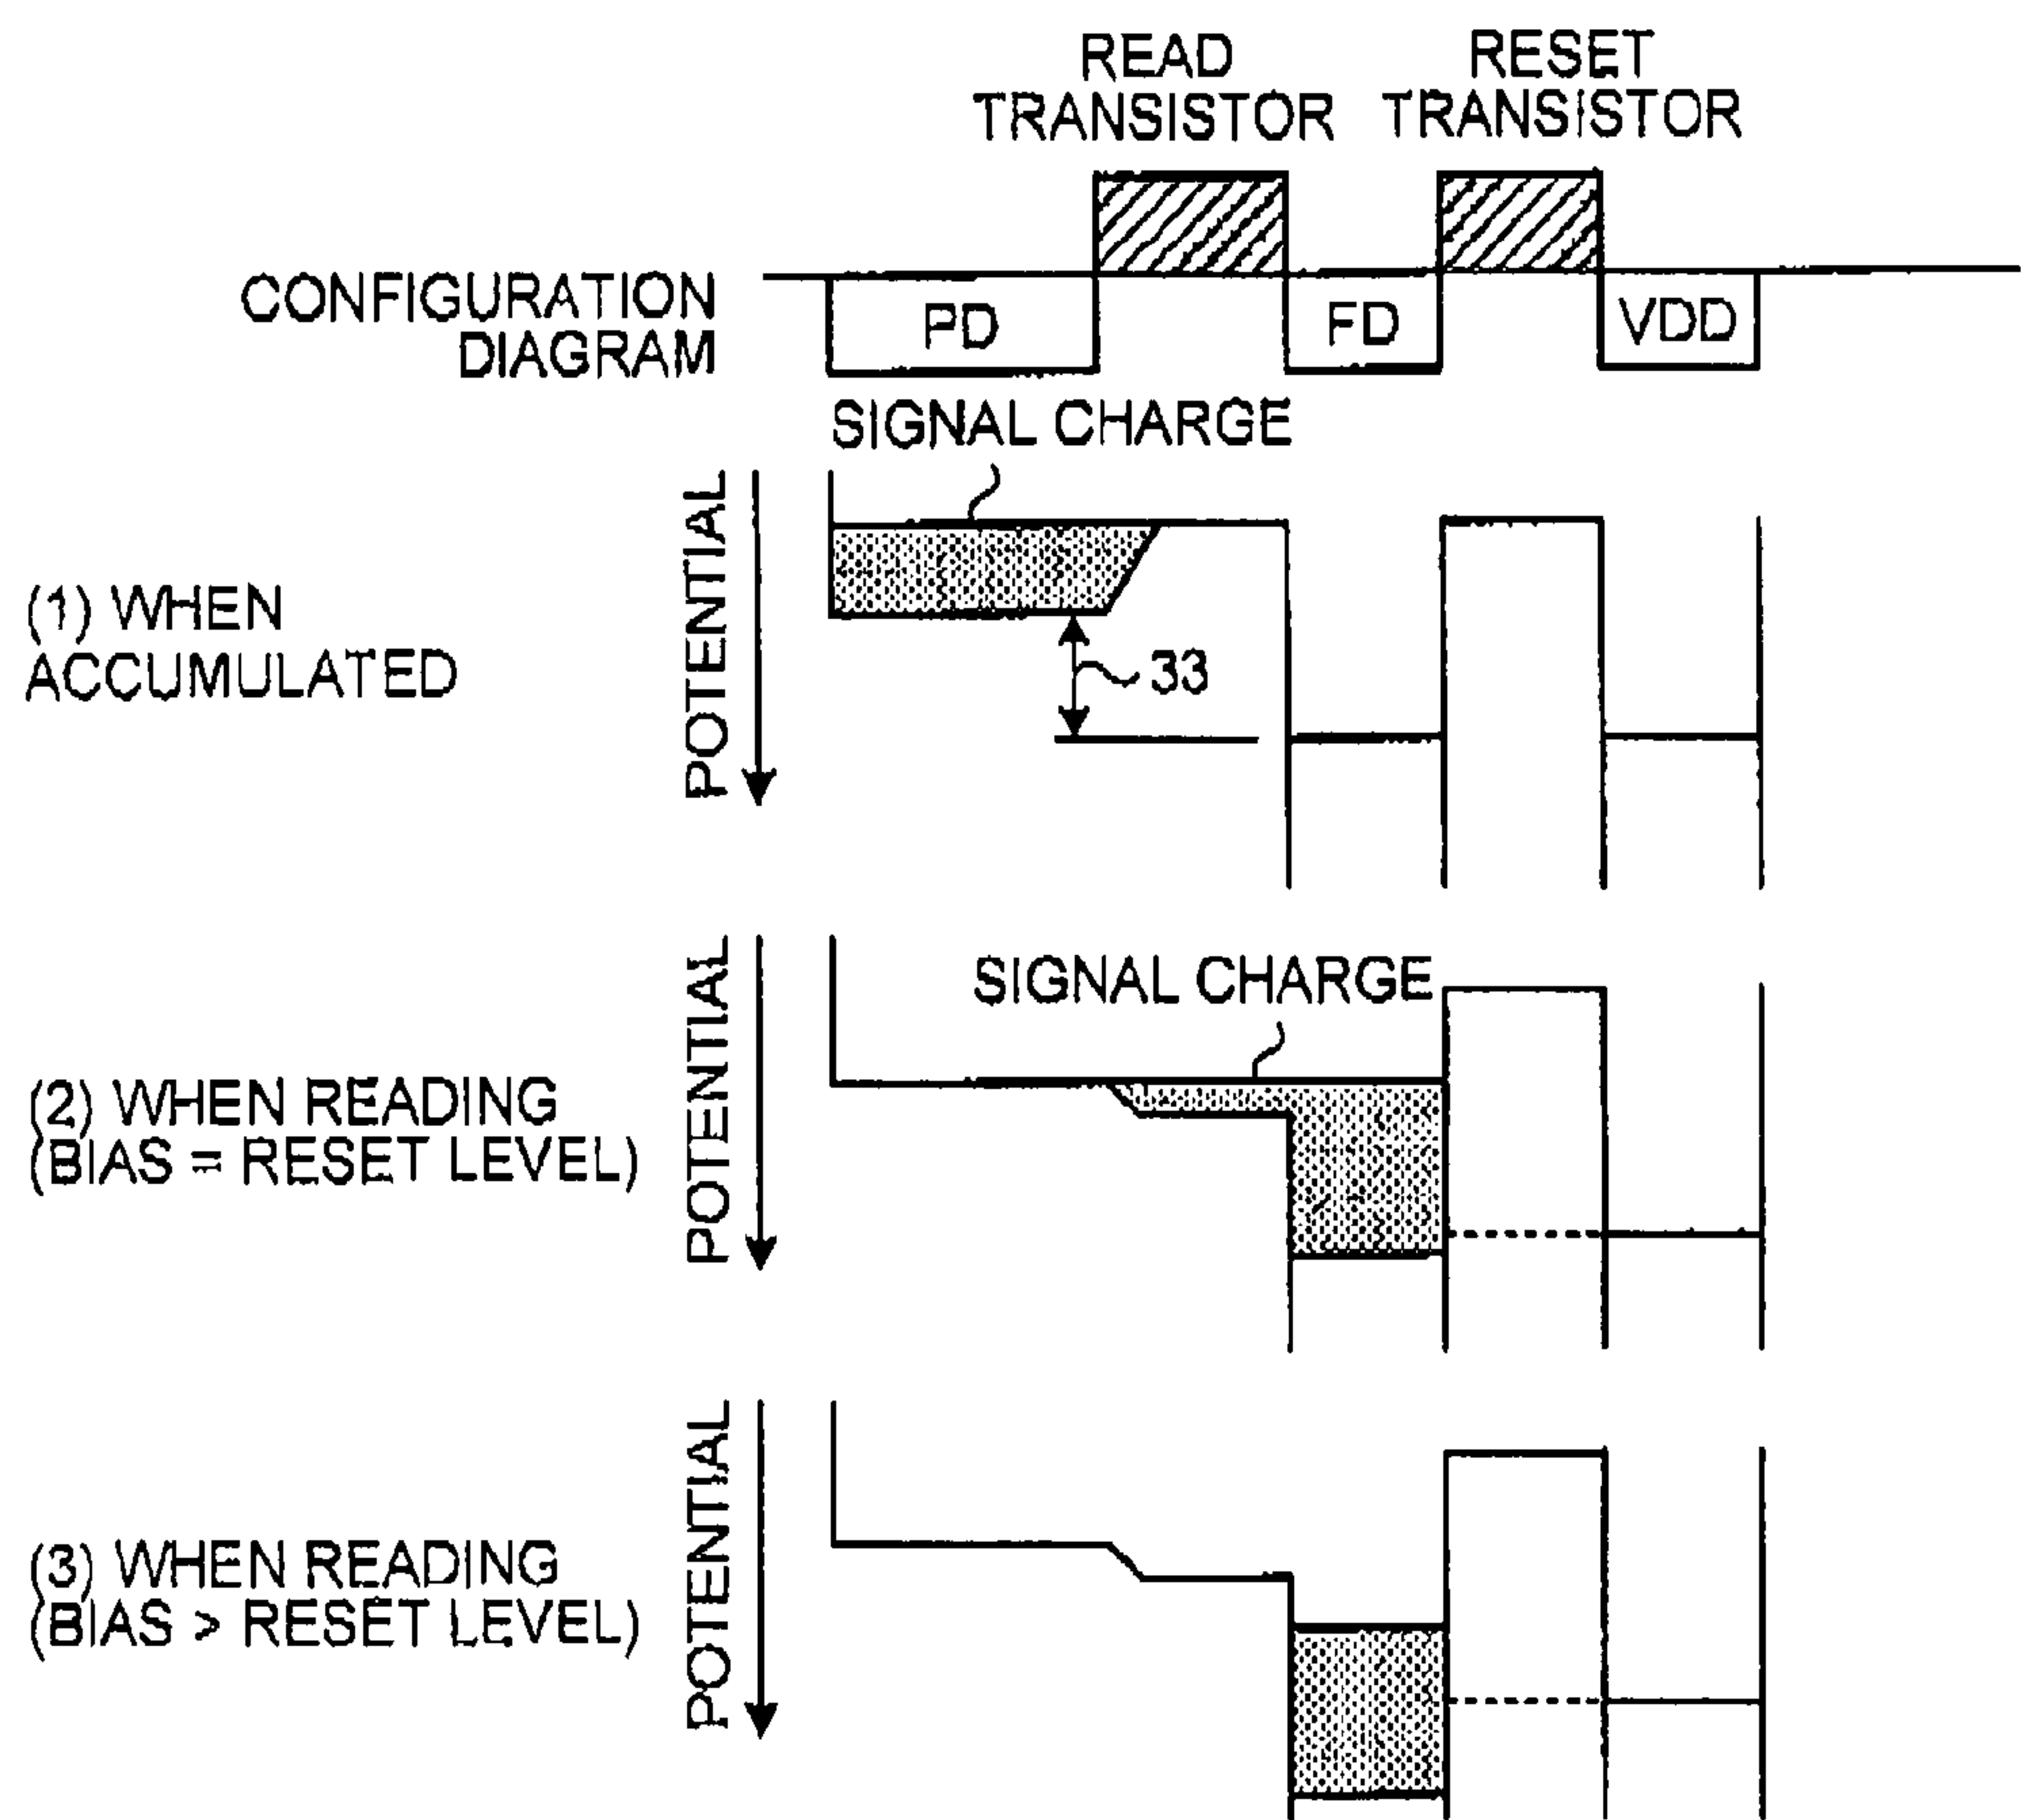 READ
TRANSISTOR
RESET
TRANSISTOR
CONFIGURATION
DIAGRAM
PD
FD
VDD
SIGNAL CHARGE
POTENTIAL
(1) WHEN
ACCUMULATED
33
SIGNAL CHARGE
POTENTIAL
(2) WHEN READING
(BIAS = RESET LEVEL)
POTENTIAL
(3) WHEN READING
(BIAS > RESET LEVEL)